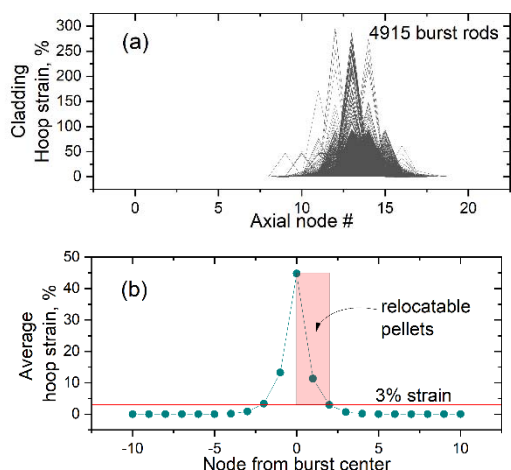 (a)
4915 burst rods
Cladding
Hoop strain, %
300
250
200
150
100
50
0
0 5 10 15 20
Axial node #
(b)
Average
hoop strain, %
50
40
30
20
10
0
relocatable
pellets
3% strain
-10 -5 0 5 10
Node from burst center